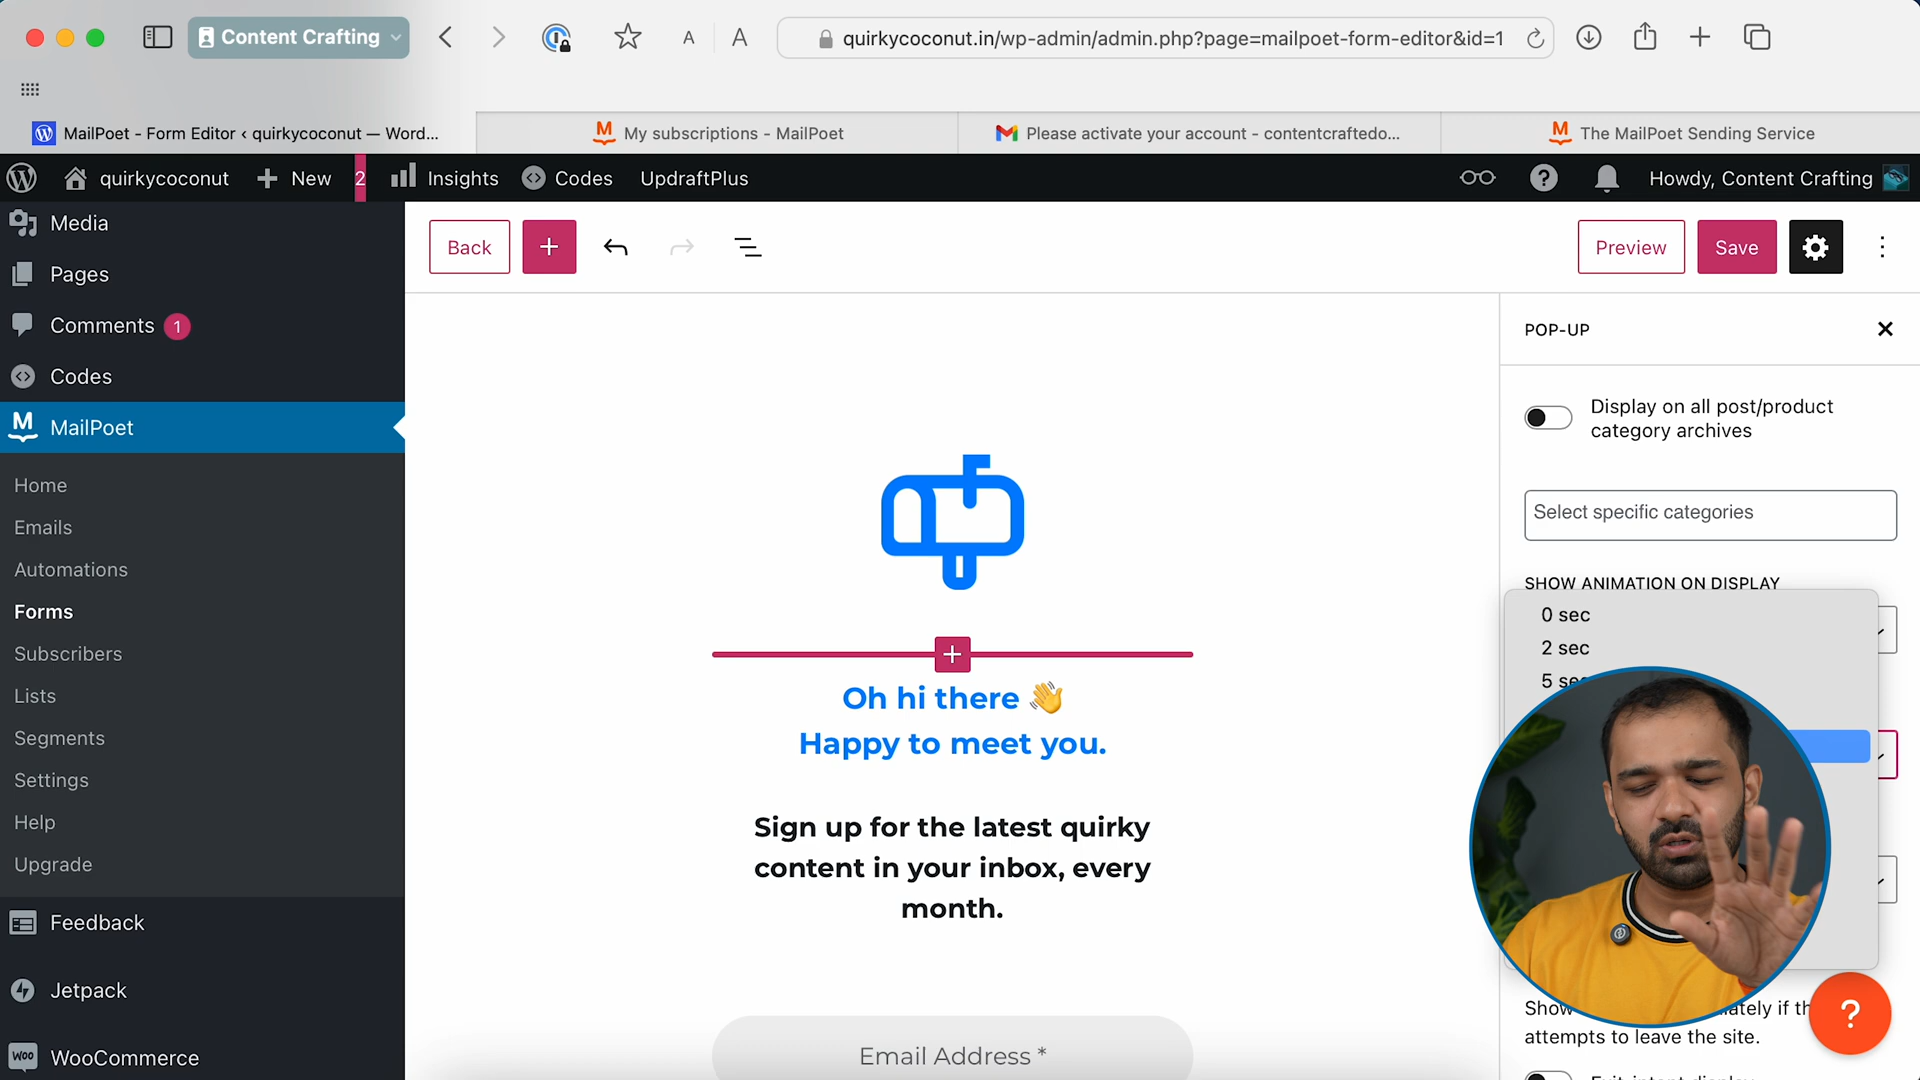 Content Crafting
A A
quirkycoconut.in/wp-admin/admin.php?page=mailpoet-form-editor&id=1
MailPoet - Form Editor ‹ quirkycoconut — Word...
My subscriptions - MailPoet
Please activate your account - contentcraftedo...
The MailPoet Sending Service
quirkycoconut
New
2
Insights
Codes
UpdraftPlus
Howdy, Content Crafting
Media
Pages
Comments 1
Codes
MailPoet
Home
Emails
Automations
Forms
Subscribers
Lists
Segments
Settings
Help
Upgrade
Feedback
Jetpack
WooCommerce
Back
Preview
Save
Oh hi there 👋
Happy to meet you.
Sign up for the latest quirky
content in your inbox, every
month.
Email Address *
POP-UP
Display on all post/product
category archives
Select specific categories
SHOW ANIMATION ON DISPLAY
0 sec
2 sec
5
Show
if
attempts to leave the site.